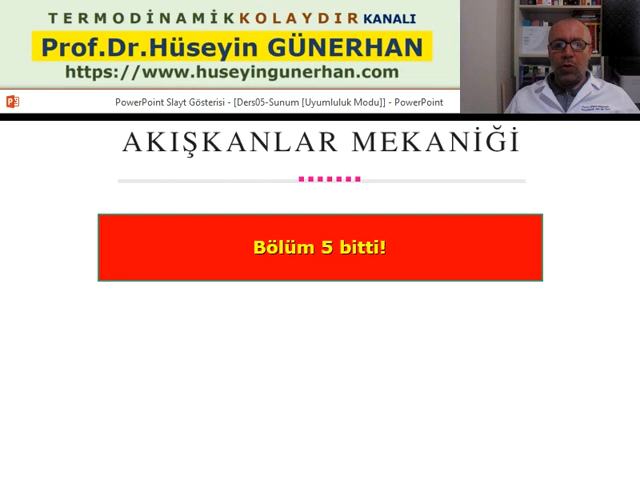 TERMODİNAMİKKOLAYDIR KANALI
Prof.Dr.Hüseyin GÜNERHAN
https://www.huseyingunerhan.com
PowerPoint Slayt Gösterisi - [Ders05-Sunum [Uyumluluk Modu]] - PowerPoint
AKIŞKANLAR MEKANİĞİ
Bölüm 5 bitti!